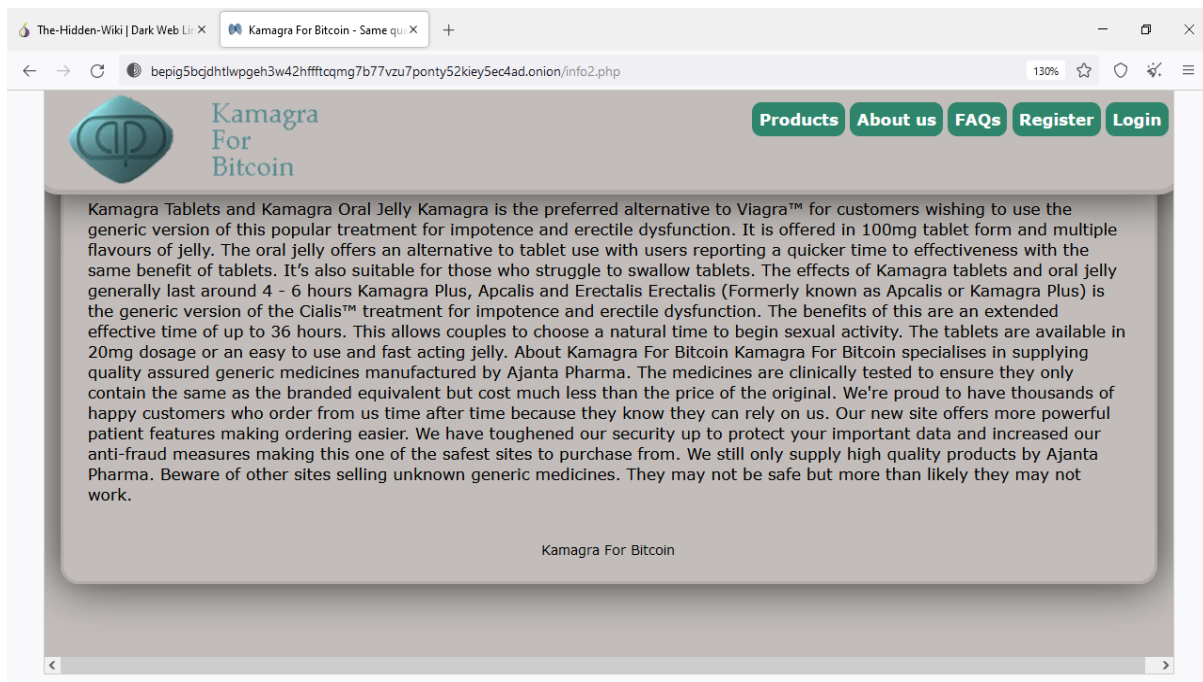 The-Hidden-Wiki | Dark Web Lin
Kamagra For Bitcoin - Same qua
bepig5bcjdhtlwpgeh3w42hffftcqmg7b77vzu7ponty52kiey5ec4ad.onion/info2.php
130%
Kamagra
For
Bitcoin
Products
About us
FAQs
Register
Login
Kamagra Tablets and Kamagra Oral Jelly Kamagra is the preferred alternative to Viagra™ for customers wishing to use the
generic version of this popular treatment for impotence and erectile dysfunction. It is offered in 100mg tablet form and multiple
flavours of jelly. The oral jelly offers an alternative to tablet use with users reporting a quicker time to effectiveness with the
same benefit of tablets. It’s also suitable for those who struggle to swallow tablets. The effects of Kamagra tablets and oral jelly
generally last around 4 - 6 hours Kamagra Plus, Apcalis and Erectalis Erectalis (Formerly known as Apcalis or Kamagra Plus) is
the generic version of the Cialis™ treatment for impotence and erectile dysfunction. The benefits of this are an extended
effective time of up to 36 hours. This allows couples to choose a natural time to begin sexual activity. The tablets are available in
20mg dosage or an easy to use and fast acting jelly. About Kamagra For Bitcoin Kamagra For Bitcoin specialises in supplying
quality assured generic medicines manufactured by Ajanta Pharma. The medicines are clinically tested to ensure they only
contain the same as the branded equivalent but cost much less than the price of the original. We're proud to have thousands of
happy customers who order from us time after time because they know they can rely on us. Our new site offers more powerful
patient features making ordering easier. We have toughened our security up to protect your important data and increased our
anti-fraud measures making this one of the safest sites to purchase from. We still only supply high quality products by Ajanta
Pharma. Beware of other sites selling unknown generic medicines. They may not be safe but more than likely they may not
work.
Kamagra For Bitcoin